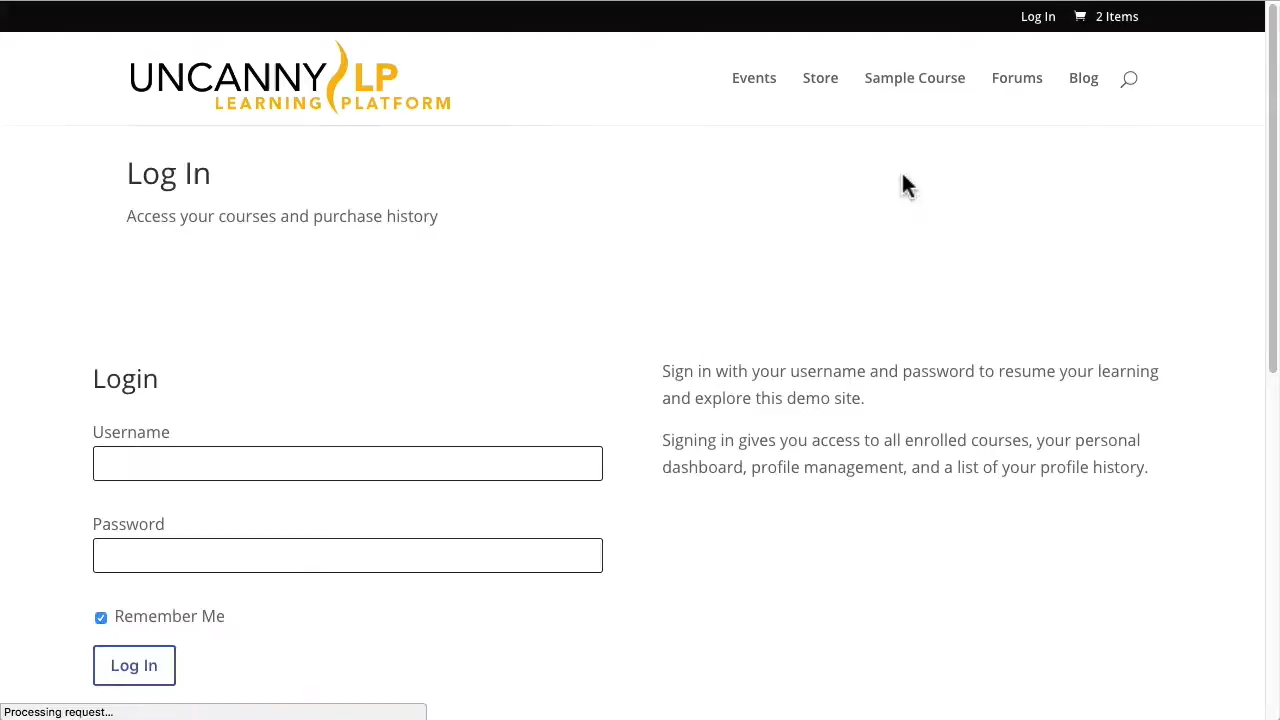 Log In 2 Items
UNCANNY LP
LEARNING PLATFORM
Events Store Sample Course Forums Blog
Log In
Access your courses and purchase history
Login
Username
Password
Remember Me
Log In
Sign in with your username and password to resume your learning
and explore this demo site.
Signing in gives you access to all enrolled courses, your personal
dashboard, profile management, and a list of your profile history.
Processing request...